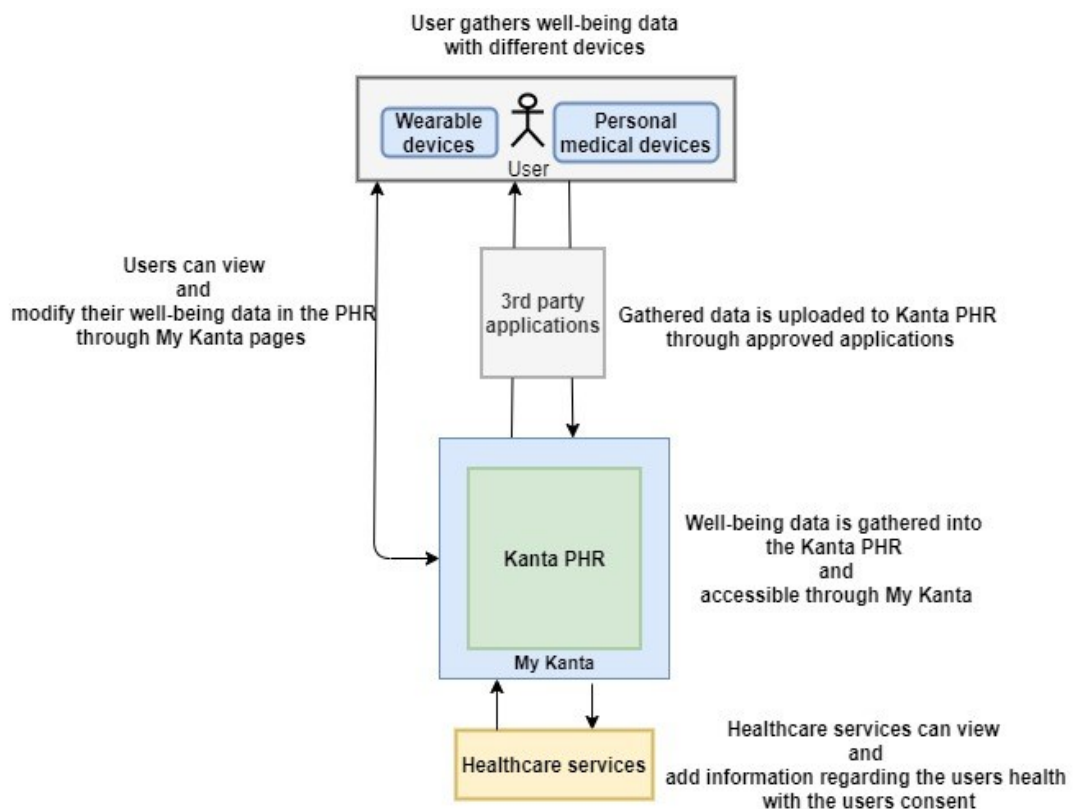 User gathers well-being data
with different devices
Wearable
devices
Personal
medical devices
User
Users can view
and
modify their well-being data in the PHR
through My Kanta pages
3rd party
applications
Gathered data is uploaded to Kanta PHR
through approved applications
Kanta PHR
My Kanta
Well-being data is gathered into
the Kanta PHR
and
accessible through My Kanta
Healthcare services
Healthcare services can view
and
add information regarding the users health
with the users consent